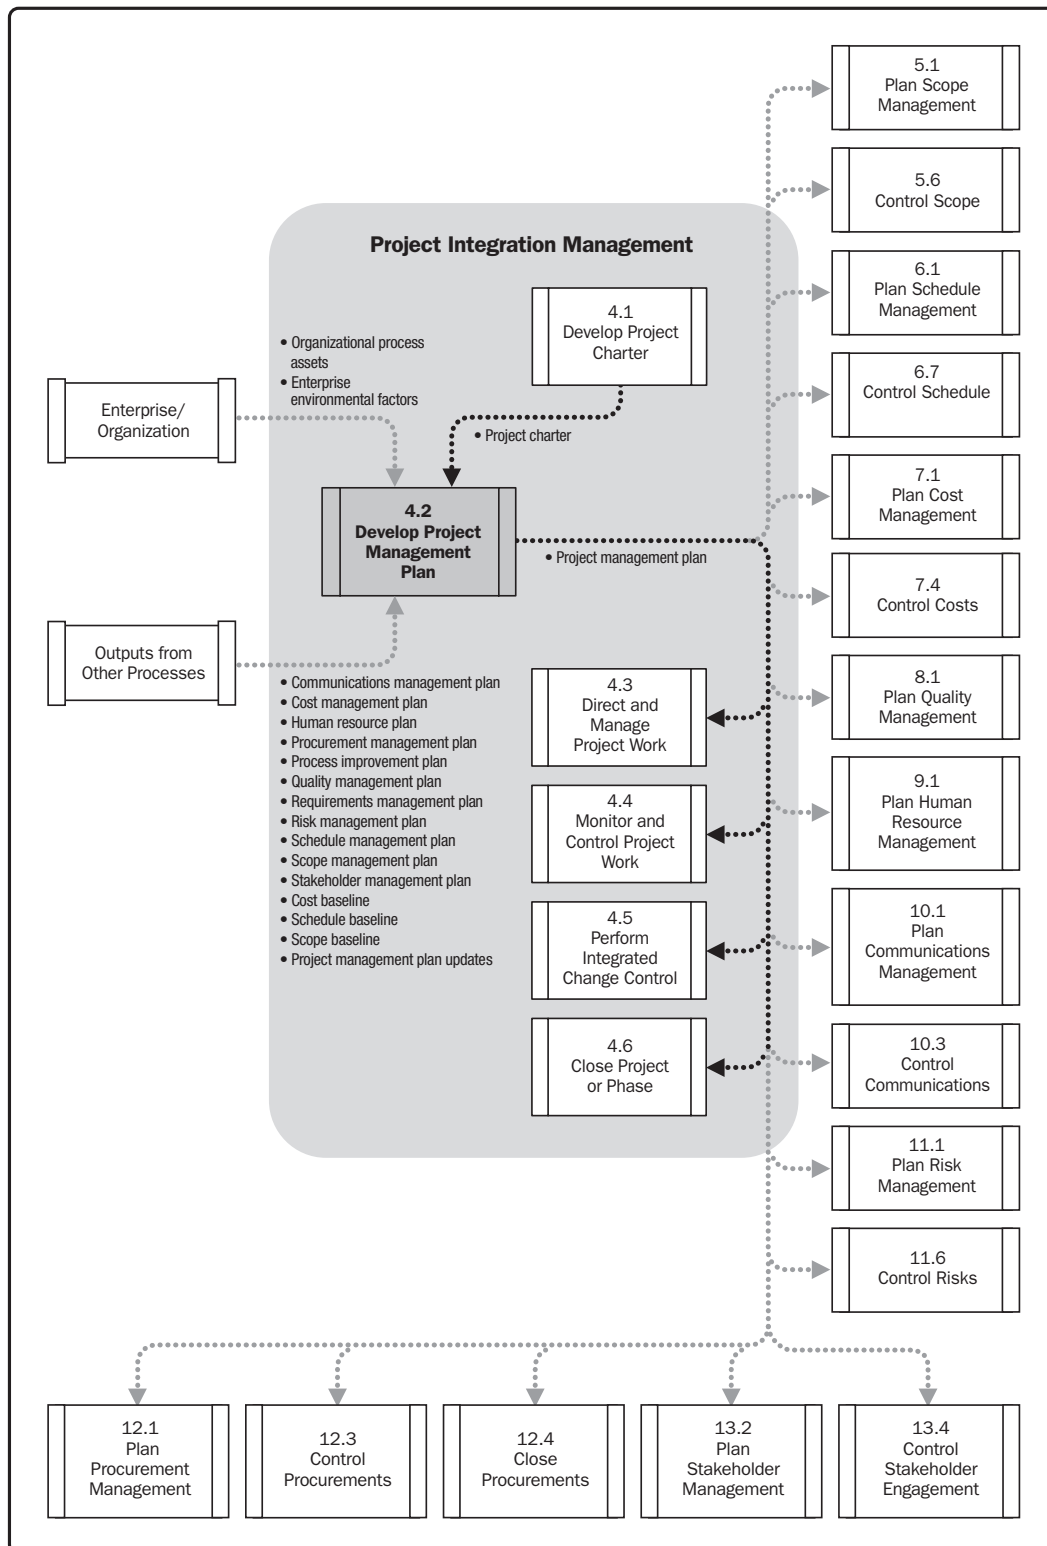 Project Integration Management
4.1
Develop Project
Charter
• Organizational process
assets
• Enterprise
environmental factors
Enterprise/
Organization
• Project charter
4.2
Develop Project
Management
Plan
• Project management plan
Outputs from
Other Processes
• Communications management plan
• Cost management plan
• Human resource plan
• Procurement management plan
• Process improvement plan
• Quality management plan
• Requirements management plan
• Risk management plan
• Schedule management plan
• Scope management plan
• Stakeholder management plan
• Cost baseline
• Schedule baseline
• Scope baseline
• Project management plan updates
4.3
Direct and
Manage
Project Work
4.4
Monitor and
Control Project
Work
4.5
Perform
Integrated
Change Control
4.6
Close Project
or Phase
5.1
Plan Scope
Management
5.6
Control Scope
6.1
Plan Schedule
Management
6.7
Control Schedule
7.1
Plan Cost
Management
7.4
Control Costs
8.1
Plan Quality
Management
9.1
Plan Human
Resource
Management
10.1
Plan
Communications
Management
10.3
Control
Communications
11.1
Plan Risk
Management
11.6
Control Risks
12.1
Plan
Procurement
Management
12.3
Control
Procurements
12.4
Close
Procurements
13.2
Plan
Stakeholder
Management
13.4
Control
Stakeholder
Engagement